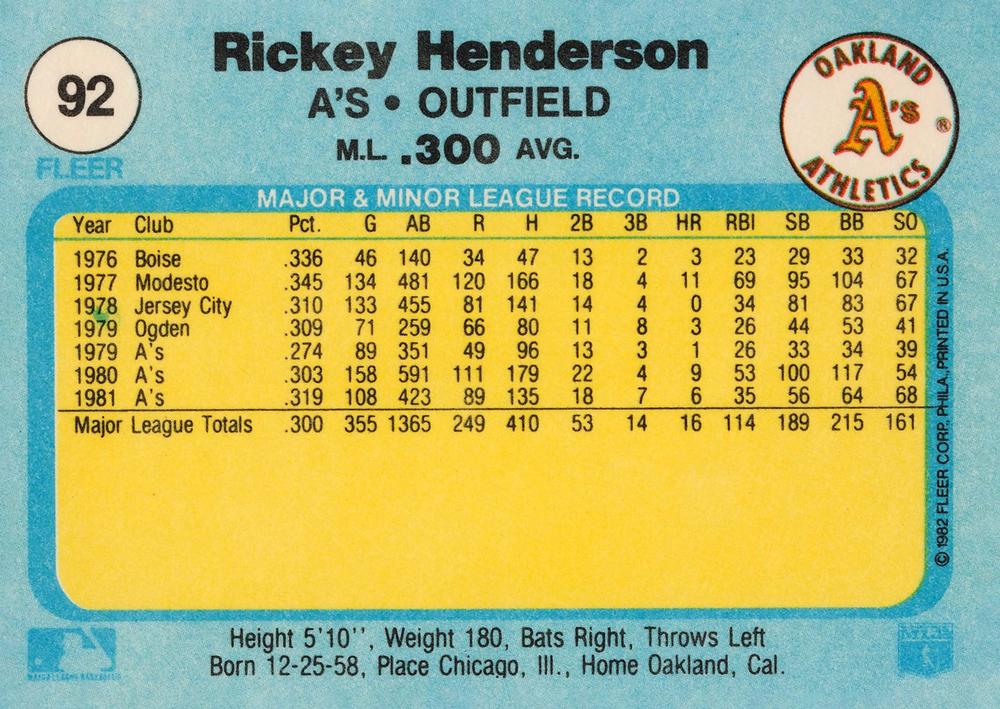 92
FLEER
Rickey Henderson
A'S • OUTFIELD
M.L. .300 AVG.
OAKLAND
A's ®
ATHLETICS
MAJOR & MINOR LEAGUE RECORD
Year Club Pct. G AB R H 2B 3B HR RBI SB BB SO
1976 Boise .336 46 140 34 47 13 2 3 23 29 33 32
1977 Modesto .345 134 481 120 166 18 4 11 69 95 104 67
1978 Jersey City .310 133 455 81 141 14 4 0 34 81 83 67
1979 Ogden .309 71 259 66 80 11 8 3 26 44 53 41
1979 A's .274 89 351 49 96 13 3 1 26 33 34 39
1980 A's .303 158 591 111 179 22 4 9 53 100 117 54
1981 A's .319 108 423 89 135 18 7 6 35 56 64 68
Major League Totals .300 355 1365 249 410 53 14 16 114 189 215 161
© 1982 FLEER CORP., PHILA., PRINTED IN U.S.A.
Height 5'10'', Weight 180, Bats Right, Throws Left
Born 12-25-58, Place Chicago, Ill., Home Oakland, Cal.
MAJOR LEAGUE BASEBALL